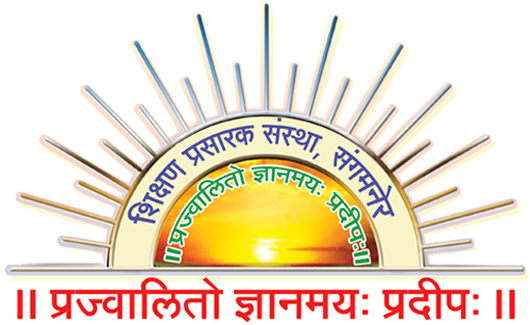 शिक्षण प्रसारक संस्था, संगमनेर
॥प्रज्वालितो ज्ञानमयः प्रदीपः॥
॥ प्रज्वालितो ज्ञानमयः प्रदीपः ॥